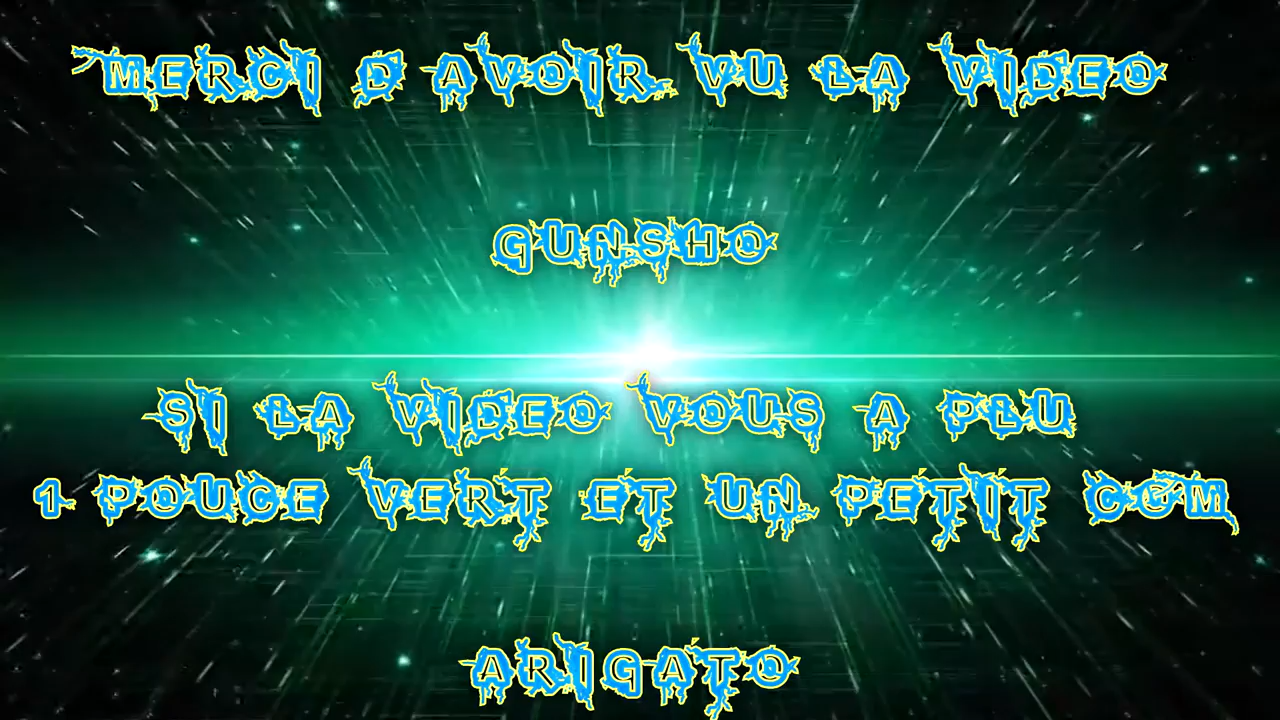 MERCI D AVOIR VU LA VIDEO
GUNSHO
SI LA VIDEO VOUS A PLU
1 POUCE VERT ET UN PETIT COM
ARIGATO